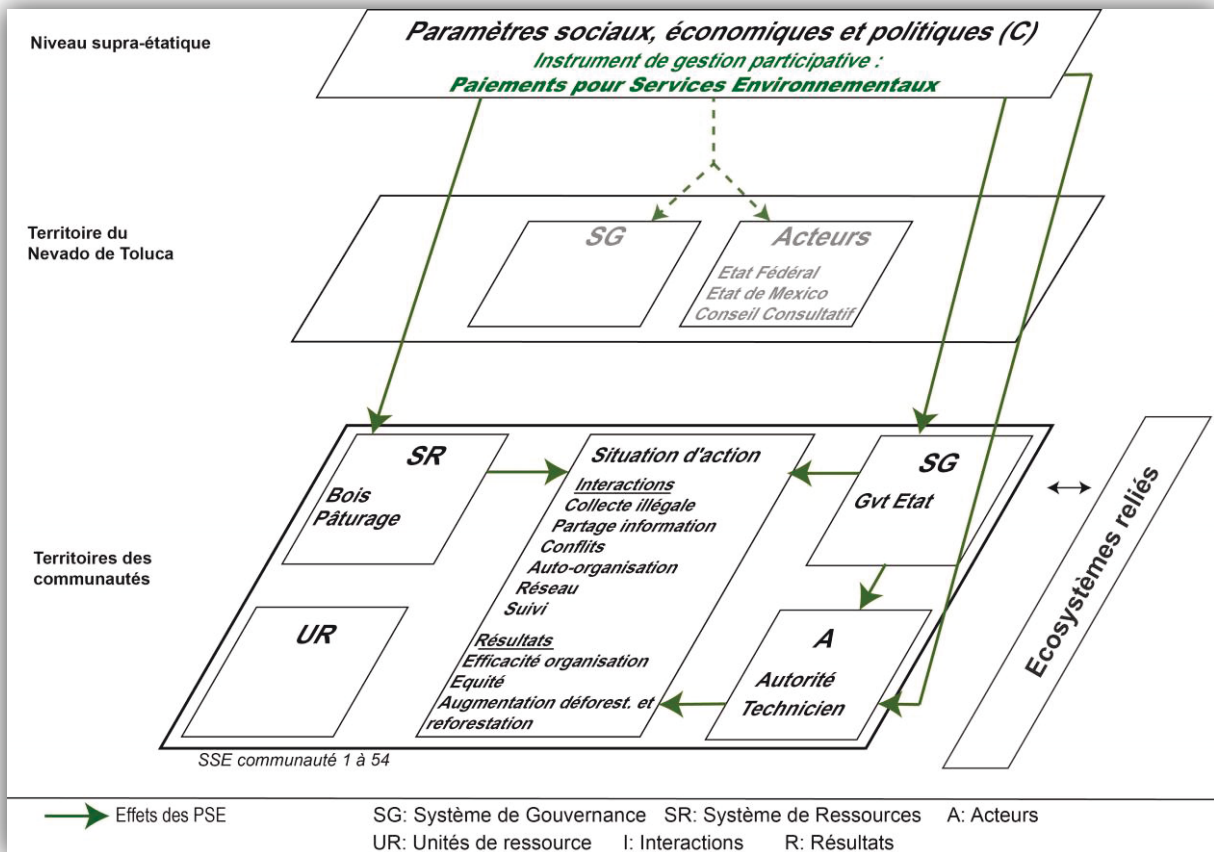 Niveau supra-étatique
Paramètres sociaux, économiques et politiques (C)
Instrument de gestion participative :
Paiements pour Services Environnementaux
Territoire du
Nevado de Toluca
SG
Acteurs
Etat Fédéral
Etat de Mexico
Conseil Consultatif
Territoires des
communautés
SR
Bois
Pâturage
UR
Situation d'action
Interactions
Collecte illégale
Partage information
Conflits
Auto-organisation
Réseau
Suivi
Résultats
Efficacité organisation
Equité
Augmentation déforest. et
reforestation
SG
Gvt Etat
A
Autorité
Technicien
Ecosystèmes reliés
SSE communauté 1 à 54
Effets des PSE
SG: Système de Gouvernance SR: Système de Ressources A: Acteurs
UR: Unités de ressource I: Interactions R: Résultats